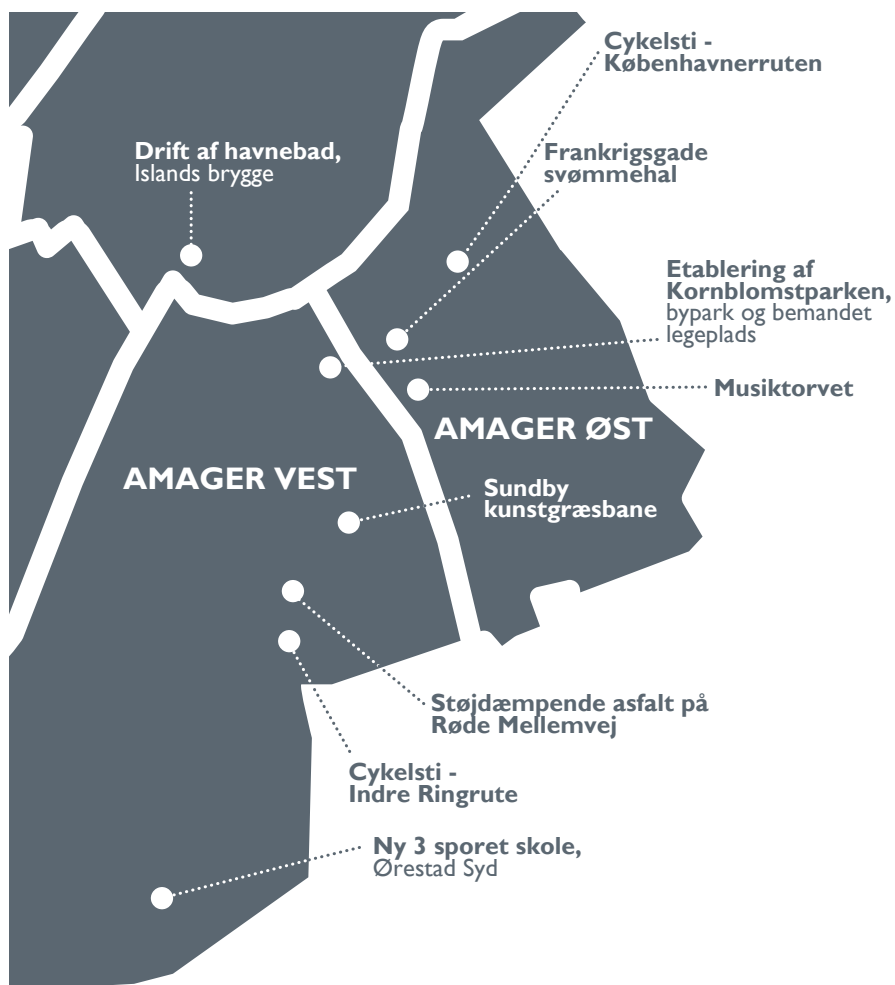 Cykelsti -
Københavnerruten
Drift af havnebad,
Islands brygge
Frankrigsgade
svømmehal
Etablering af
Kornblomstparken,
bypark og bemandet
legeplads
Musiktorvet
AMAGER ØST
AMAGER VEST
Sundby
kunstgræsbane
Støjdæmpende asfalt på
Røde Mellemvej
Cykelsti -
Indre Ringrute
Ny 3 sporet skole,
Ørestad Syd